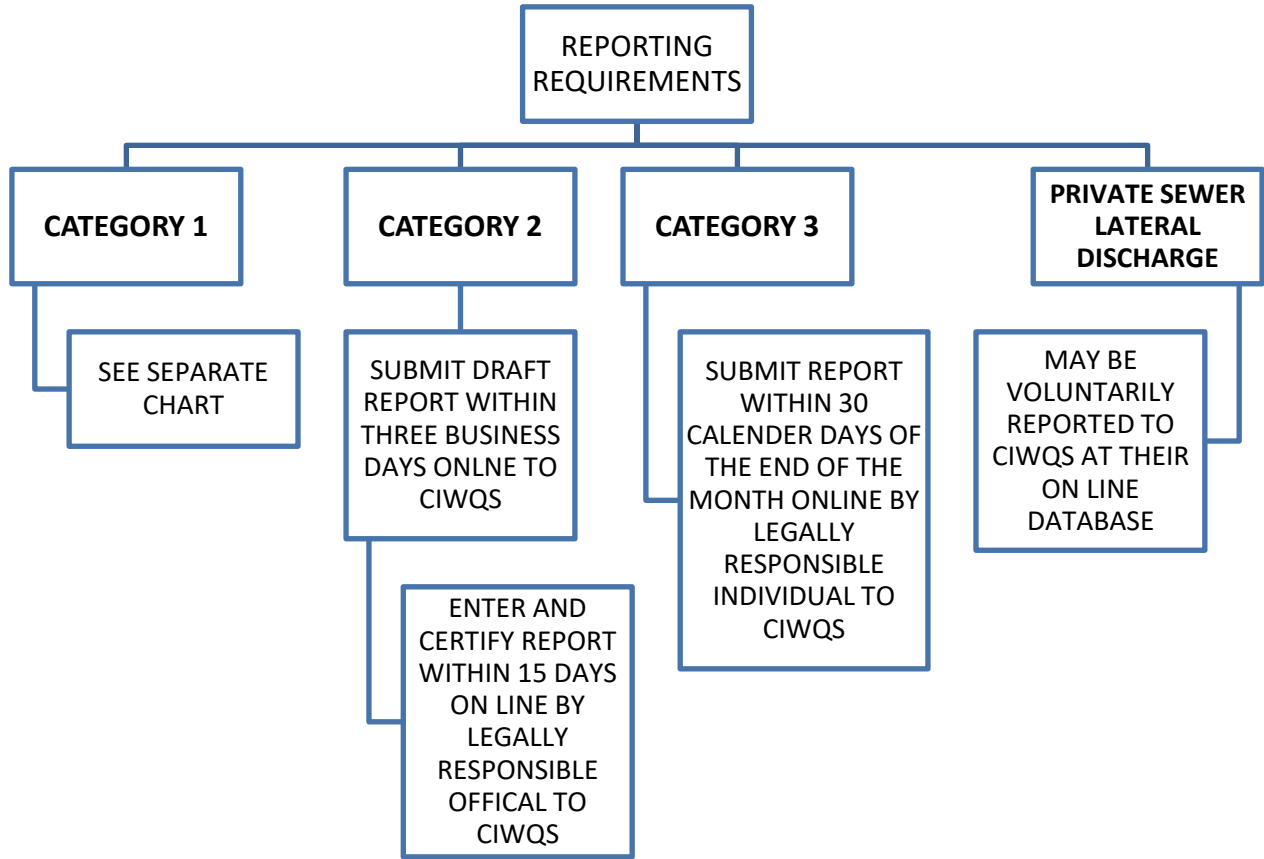 REPORTING
REQUIREMENTS
CATEGORY 1
SEE SEPARATE
CHART
CATEGORY 2
SUBMIT DRAFT
REPORT WITHIN
THREE BUSINESS
DAYS ONLNE TO
CIWQS
ENTER AND
CERTIFY REPORT
WITHIN 15 DAYS
ON LINE BY
LEGALLY
RESPONSIBLE
OFFICAL TO
CIWQS
CATEGORY 3
SUBMIT REPORT
WITHIN 30
CALENDER DAYS OF
THE END OF THE
MONTH ONLINE BY
LEGALLY
RESPONSIBLE
INDIVIDUAL TO
CIWQS
PRIVATE SEWER
LATERAL
DISCHARGE
MAY BE
VOLUNTARILY
REPORTED TO
CIWQS AT THEIR
ON LINE
DATABASE